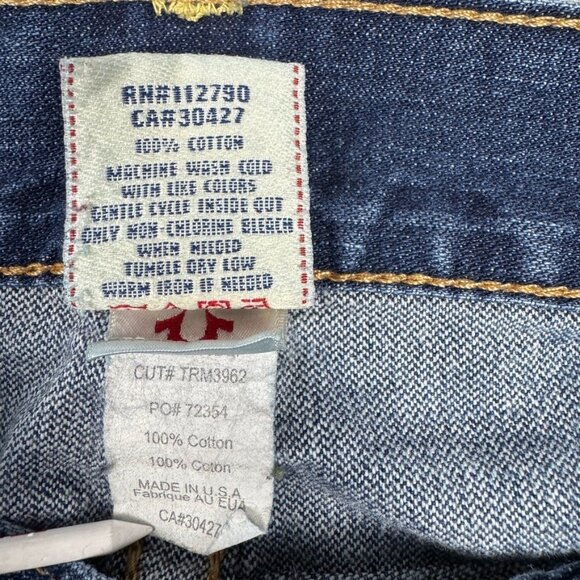 RN#112790
CA#30427
100% COTTON
MACHINE WASH COLD
WITH LIKE COLORS
GENTLE CYCLE INSIDE OUT
ONLY NON-CHLORINE BLEACH
WHEN NEEDED
TUMBLE DRY LOW
WARM IRON IF NEEDED
CUT# TRM3962
PO# 72354
100% Cotton
100% Coton
MADE IN U.S.A
Fabrique AU EUA
CA#30427